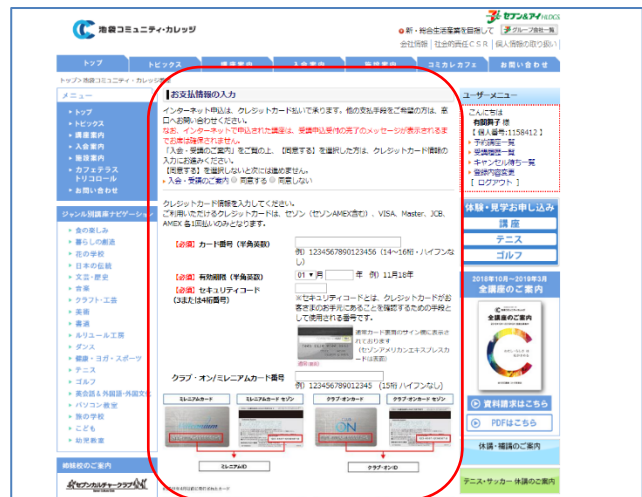 池袋コミュニティ・カレッジ
セブン&アイHLDGS.
新・総合生活産業を目指して
グループ会社一覧
会社情報 | 社会的責任CSR | 個人情報の取り扱い
トップ
トピックス
講座案内
入会案内
施設案内
コミカレカフェ
お問い合わせ
メニュー
トップ
トピックス
講座案内
入会案内
施設案内
カフェテラス
トリコロール
お問い合わせ
ジャンル別講座ナビゲーション
食の楽しみ
暮らしの創造
花の学校
日本の伝統
文芸・歴史
音楽
クラフト・工芸
美術
書道
ルリユール工房
ダンス
健康・ヨガ・スポーツ
テニス
ゴルフ
英会話&外国語・外国文化
パソコン教室
旅の学校
こども
幼児教室
姉妹校のご案内
セブンカルチャークラブ
お支払情報の入力
インターネット申込は、クレジットカード払いで承ります。他の支払手段をご希望の方は、窓
口へお問い合わせください。
なお、インターネットで申込された講座は、受講申込受付の完了のメッセージが表示されるま
でお席は確保されません。
「入会・受講のご案内」をご覧の上、【同意する】を選択した方は、クレジットカード情報の
入力にお進みください。
【同意する】を選択しないと次には進めません。
入会・受講のご案内 同意する 同意しない
クレジットカード情報を入力してください。
ご利用いただけるクレジットカードは、セゾン（セゾンAMEX含む）、VISA、Master、JCB、
AMEX 各1回払いのみとなります。
【必須】カード番号（半角英数）
例）1234567890123456（14～16桁・ハイフンな
し）
【必須】有効期限（半角英数）
01 月 年 例）11月18年
【必須】セキュリティコード
（3または4桁番号）
※セキュリティコードとは、クレジットカードがお
客さまのお手元にあることを確認するための手段と
して使用される番号です。
通常カード裏面のサイン欄に表示さ
れております
（セゾンアメリカンエキスプレスカ
ードは表面）
クラブ・オン/ミレニアムカード番号
例）123456789012345（15桁 ハイフンなし）
ミレニアムカード
ミレニアムカード セゾン
クラブ・オンカード
クラブ・オンカード セゾン
ミレニアムID
クラブ・オンID
ユーザーメニュー
こんにちは
有間舞子 様
【 個人番号:1158412 】
予約講座一覧
受講履歴一覧
キャンセル待ち一覧
登録内容変更
[ ログアウト ]
体験・見学お申し込み
講座
テニス
ゴルフ
2018年10月～2019年3月
全講座のご案内
全講座のご案内
資料請求はこちら
PDFはこちら
休講・補講のご案内
テニス・サッカー 休講のご案内